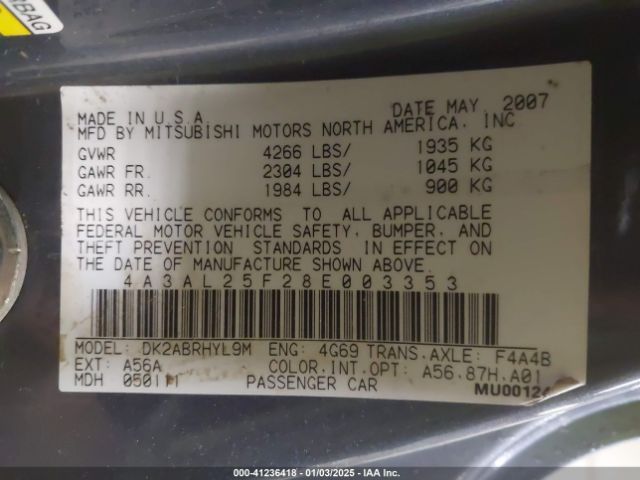 RBAG
MADE IN U.S.A. DATE MAY, 2007
MFD BY MITSUBISHI MOTORS NORTH AMERICA, INC
GVWR 4266 LBS/ 1935 KG
GAWR FR. 2304 LBS/ 1045 KG
GAWR RR. 1984 LBS/ 900 KG
THIS VEHICLE CONFORMS TO ALL APPLICABLE
FEDERAL MOTOR VEHICLE SAFETY, BUMPER, AND
THEFT PREVENTION STANDARDS IN EFFECT ON
THE DATE OF MANUFACTURE SHOWN ABOVE.
4A3AL25F28E003353
MODEL: DK2ABRHYL9M ENG: 4G69 TRANS.AXLE: F4A4B
EXT: A56A COLOR.INT.OPT: A56.87H.A01
MDH PASSENGER CAR MU00124
000-41236418 - 01/03/2025 - IAA Inc.